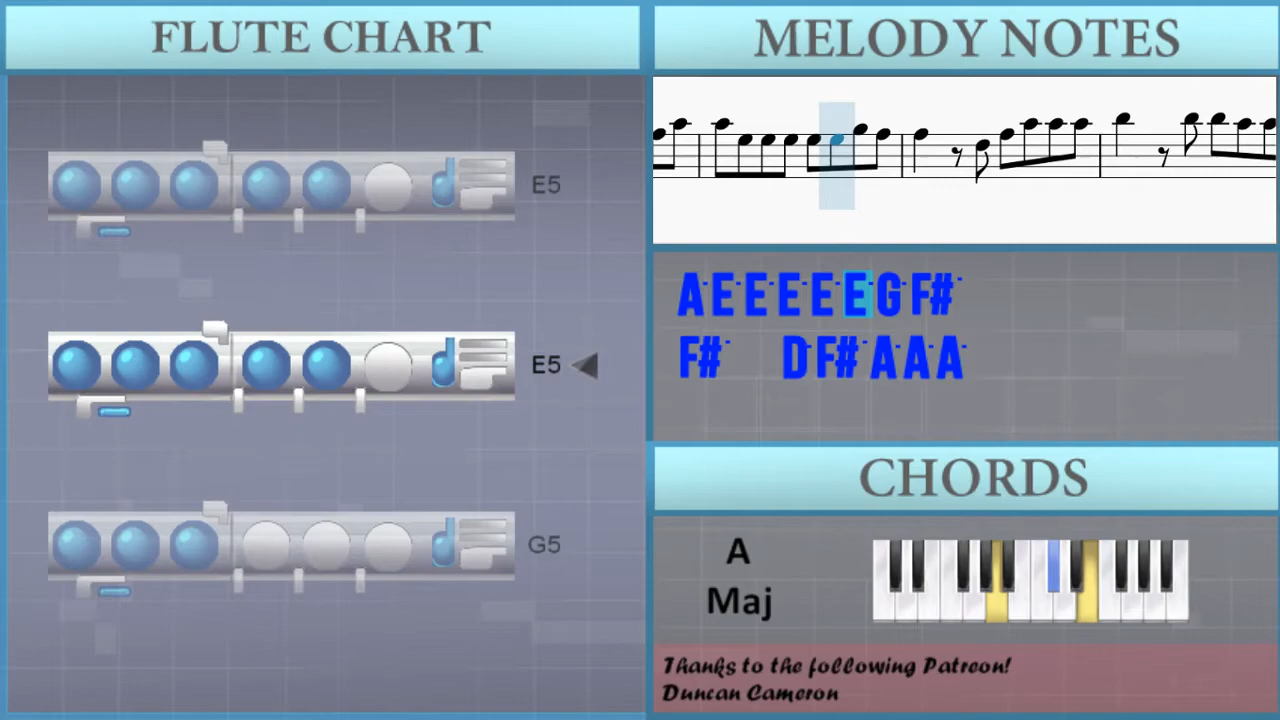 FLUTE CHART
E5
E5
G5
MELODY NOTES
A E E E E E G F#
F# D F# A A A
CHORDS
A
Maj
Thanks to the following Patreon!
Duncan Cameron